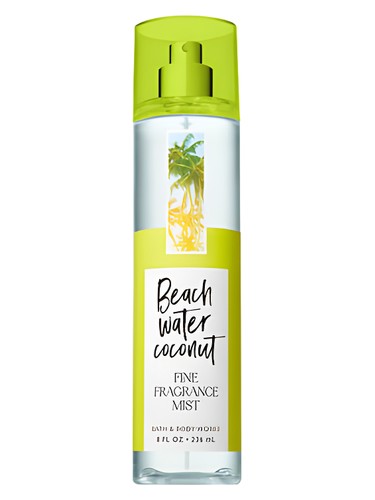 Beach
water
coconut
FINE
FRAGRANCE
MIST
BATH & BODY WORKS
8 FL OZ • 236 mL